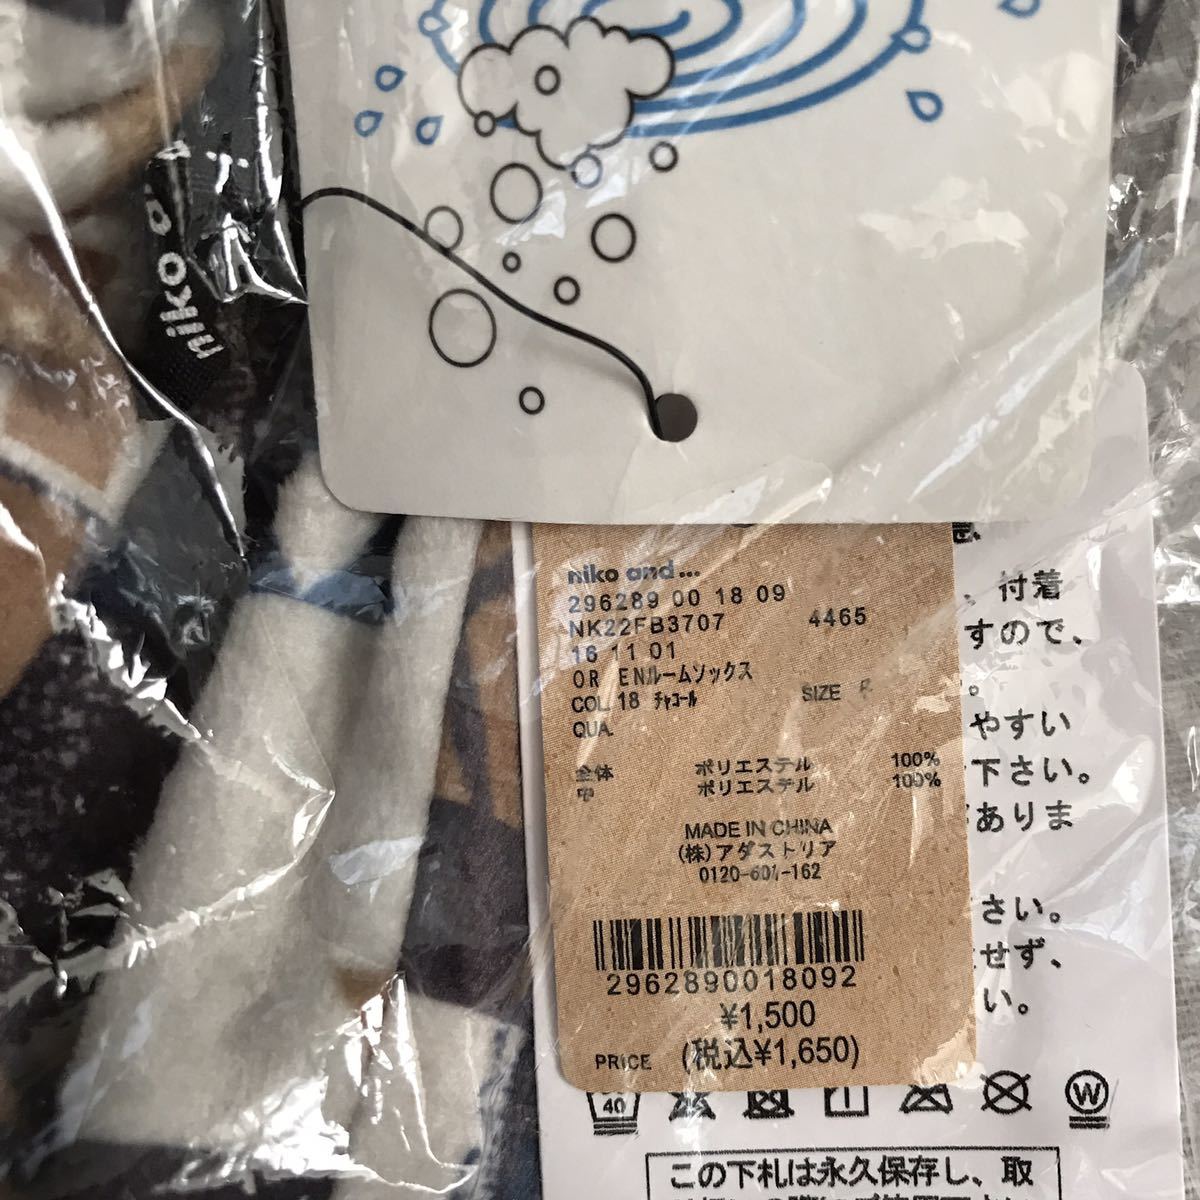 niko
niko and...
296289 00 18 09
NK22FB3707 4465
16 11 01
OR ENルームソックス
COL 18 チャコール SIZE F
QUA.
全体 ポリエステル 100%
中 ポリエステル 100%
MADE IN CHINA
(株)アダストリア
0120-601-162
2962890018092
¥1,500
PRICE (税込¥1,650)
、付着
すので、
。
やすい
下さい。
ありま
さい。
せず、
い。
40
W
この下札は永久保存し、取